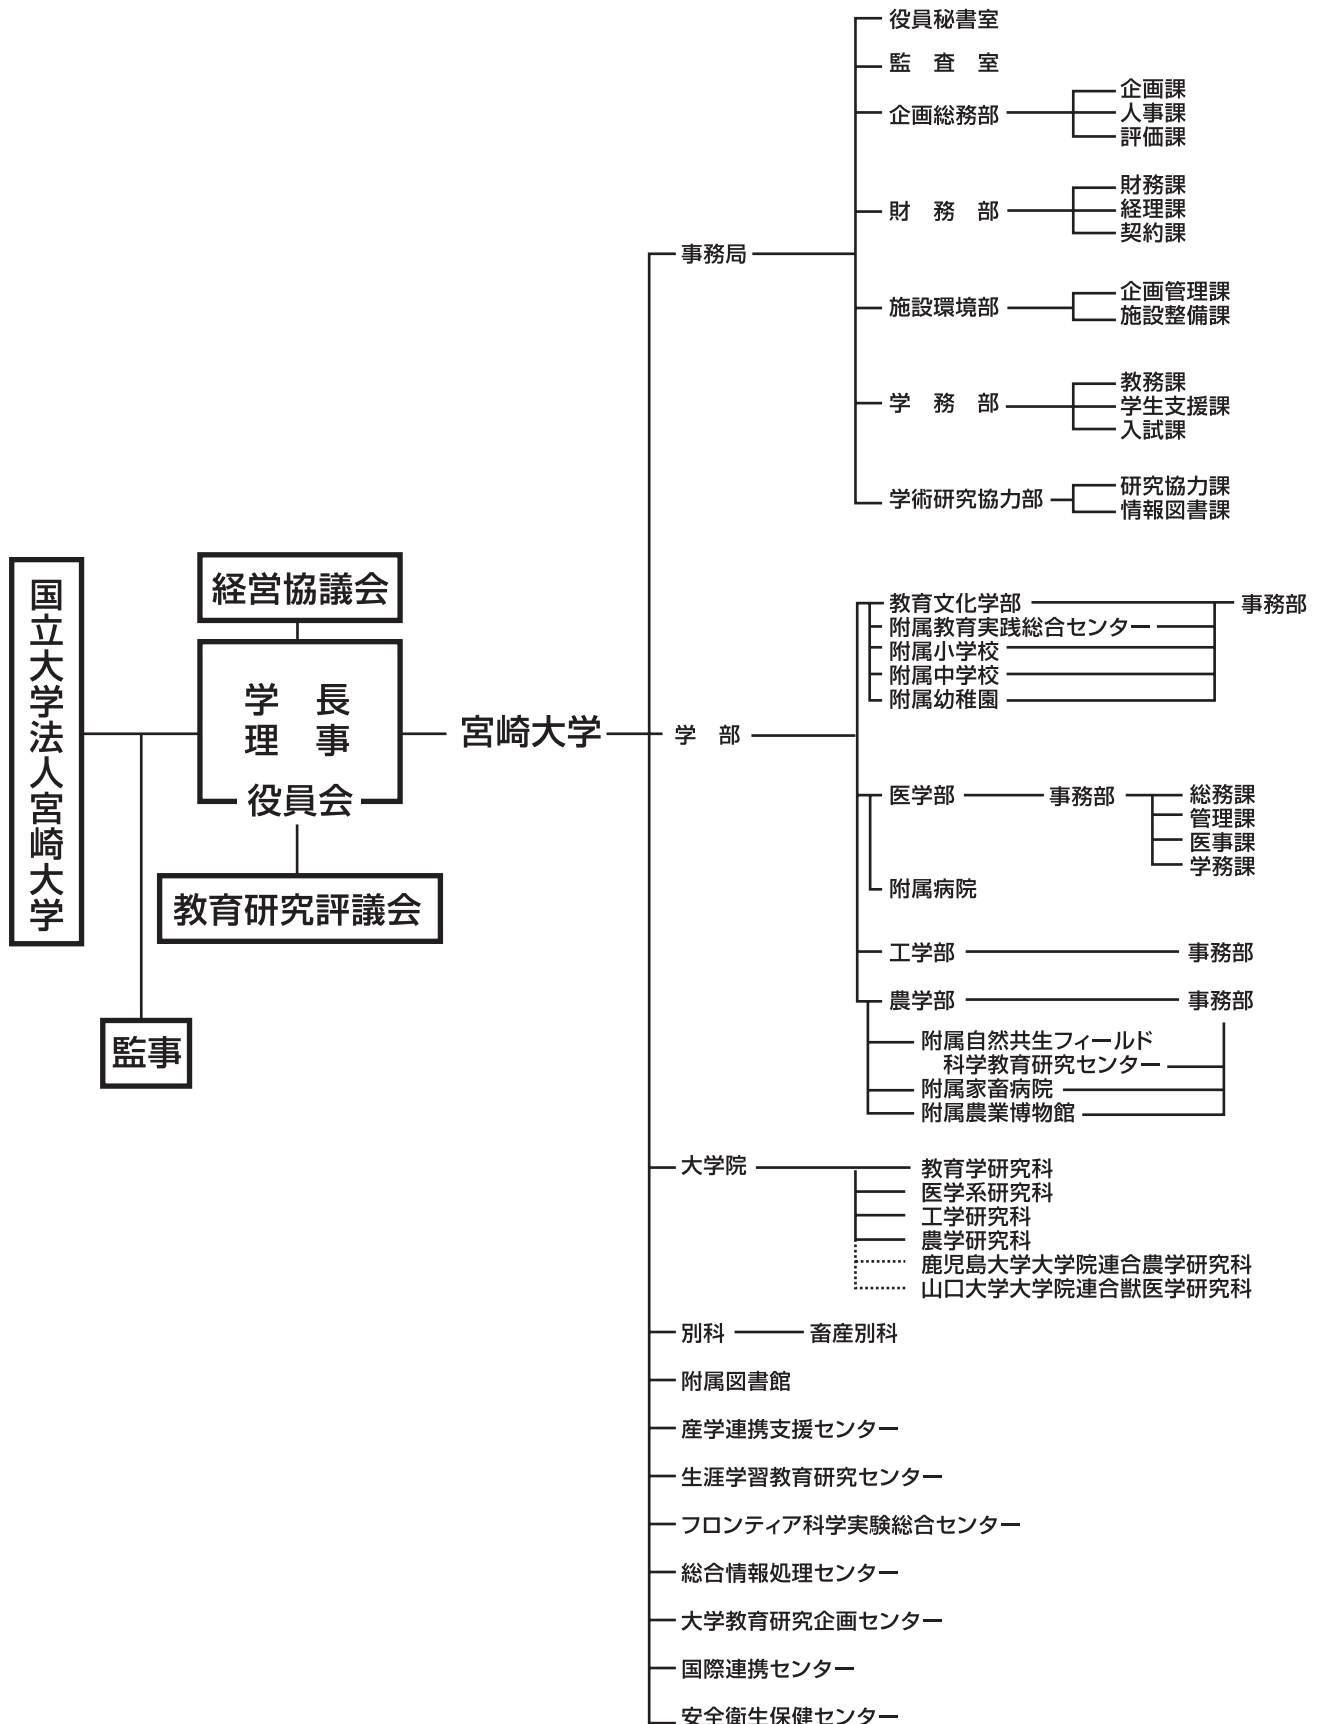 国立大学法人宮崎大学
経営協議会
学　長
理　事
役員会
教育研究評議会
監事
宮崎大学
事務局
役員秘書室
監　査　室
企画総務部
企画課
人事課
評価課
財　務　部
財務課
経理課
契約課
施設環境部
企画管理課
施設整備課
学　務　部
教務課
学生支援課
入試課
学術研究協力部
研究協力課
情報図書課
学　部
教育文化学部
事務部
附属教育実践総合センター
附属小学校
附属中学校
附属幼稚園
医学部
事務部
総務課
管理課
医事課
学務課
附属病院
工学部
事務部
農学部
事務部
附属自然共生フィールド
科学教育研究センター
附属家畜病院
附属農業博物館
大学院
教育学研究科
医学系研究科
工学研究科
農学研究科
鹿児島大学大学院連合農学研究科
山口大学大学院連合獣医学研究科
別科
畜産別科
附属図書館
産学連携支援センター
生涯学習教育研究センター
フロンティア科学実験総合センター
総合情報処理センター
大学教育研究企画センター
国際連携センター
安全衛生保健センター